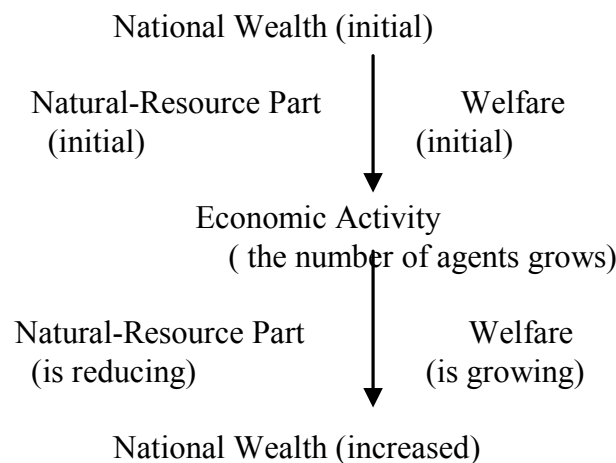 National Wealth (initial)
Natural-Resource Part Welfare
(initial) (initial)
Economic Activity
( the number of agents grows)
Natural-Resource Part Welfare
(is reducing) (is growing)
National Wealth (increased)